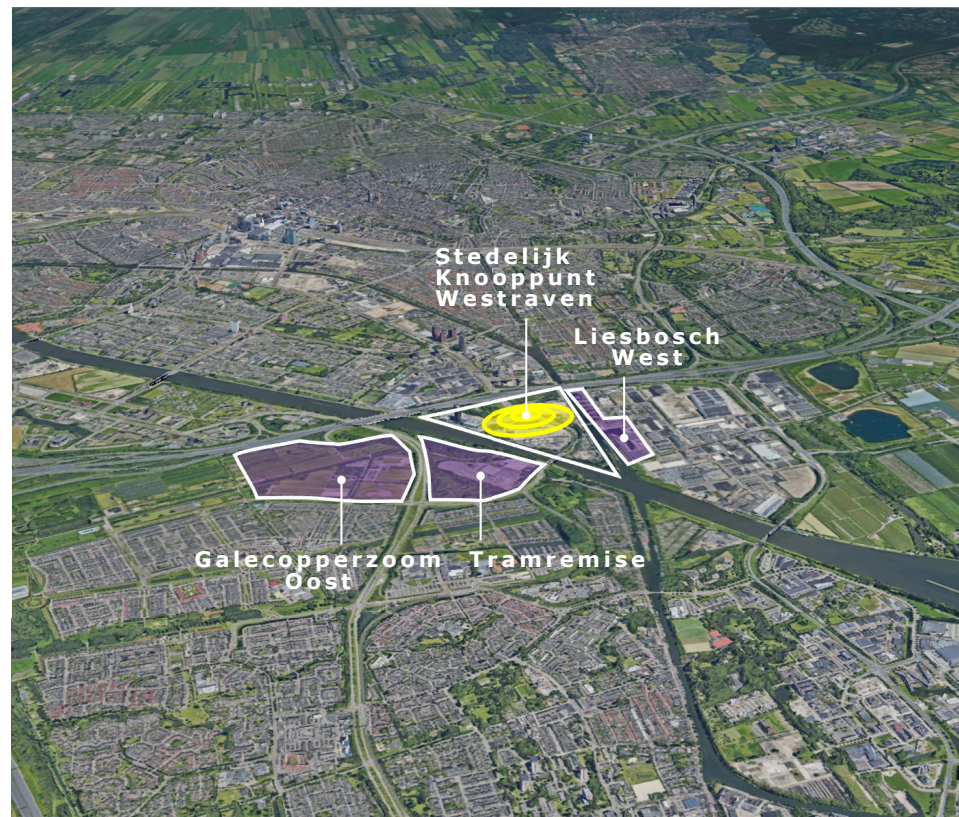 Stedelijk
Knooppunt
Westraven
Liesbosch
West
Galecopperzoom
Oost
Tramremise